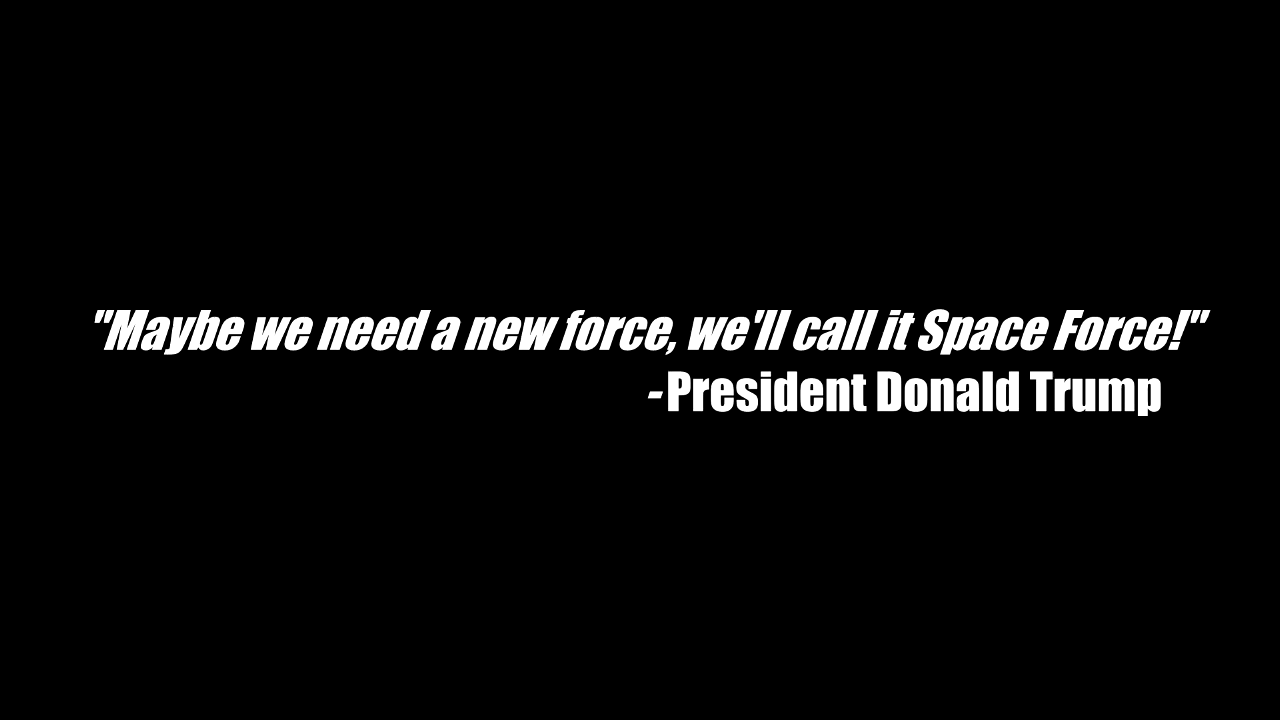 "Maybe we need a new force, we'll call it Space Force!"
-President Donald Trump